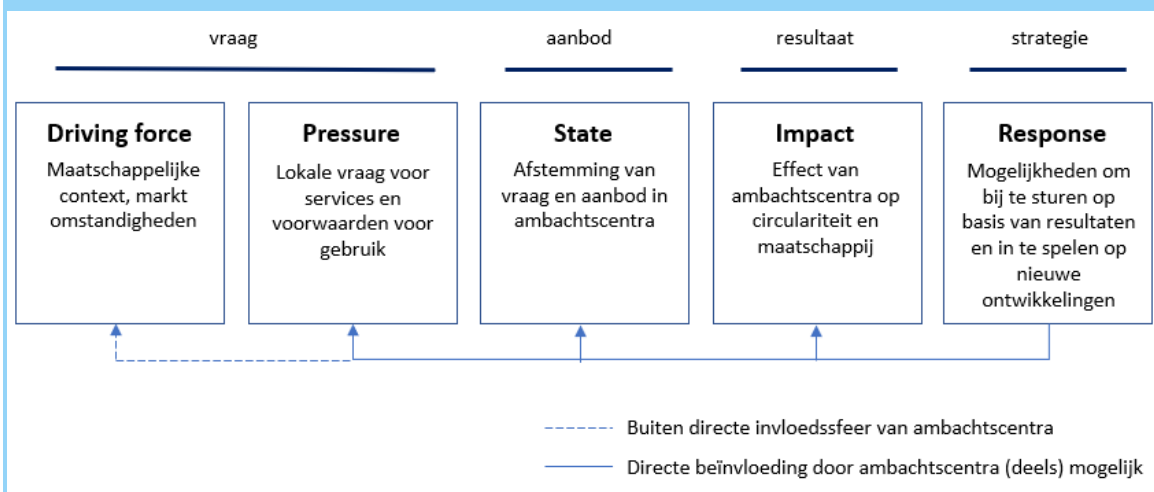 vraag
aanbod
resultaat
strategie
Driving force
Maatschappelijke
context, markt
omstandigheden
Pressure
Lokale vraag voor
services en
voorwaarden voor
gebruik
State
Afstemming van
vraag en aanbod in
ambachtscentra
Impact
Effect van
ambachtscentra op
circulariteit en
maatschappij
Response
Mogelijkheden om
bij te sturen op
basis van resultaten
en in te spelen op
nieuwe
ontwikkelingen
Buiten directe invloedssfeer van ambachtscentra
Directe beïnvloeding door ambachtscentra (deels) mogelijk